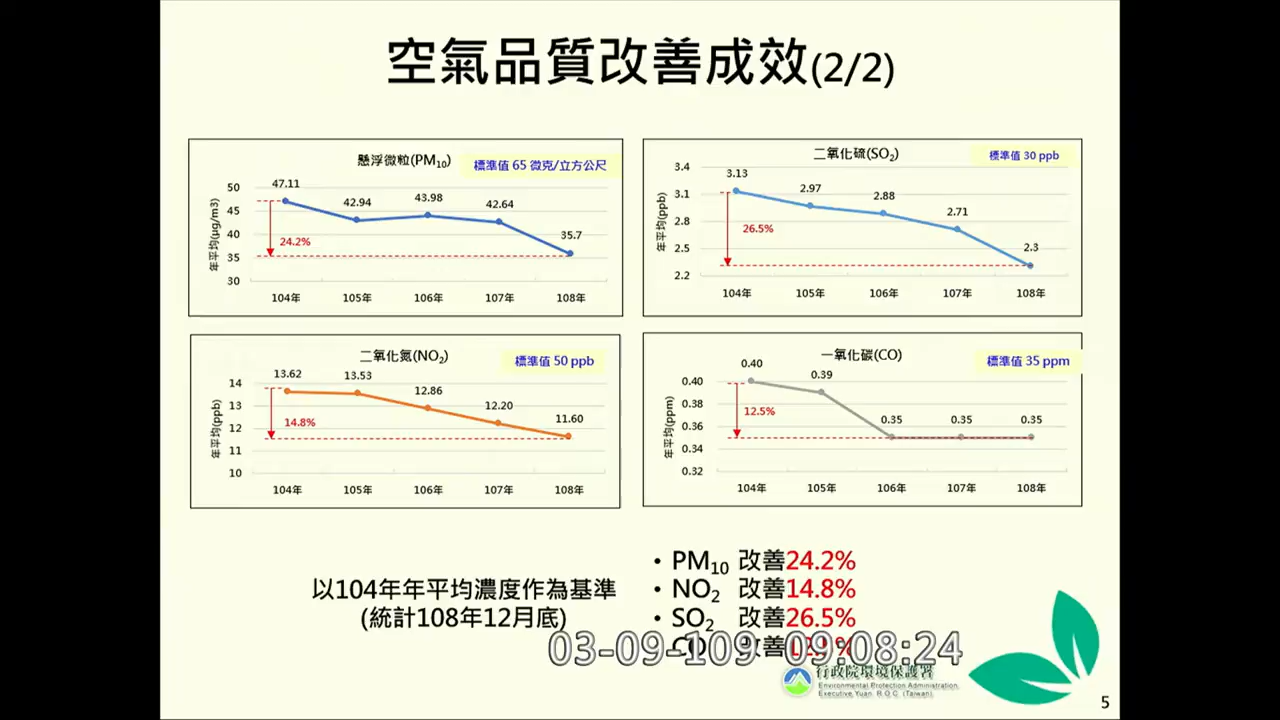 空氣品質改善成效(2/2)
懸浮微粒(PM10)
標準值 65 微克/立方公尺
年平均(μg/m3)
50
45
40
35
30
47.11
42.94
43.98
42.64
35.7
24.2%
104年 105年 106年 107年 108年
二氧化硫(SO2)
標準值 30 ppb
年平均(ppb)
3.4
3.1
2.8
2.5
2.2
3.13
2.97
2.88
2.71
2.3
26.5%
104年 105年 106年 107年 108年
二氧化氮(NO2)
標準值 50 ppb
年平均(ppb)
14
13
12
11
10
13.62
13.53
12.86
12.20
11.60
14.8%
104年 105年 106年 107年 108年
一氧化碳(CO)
標準值 35 ppm
年平均(ppm)
0.40
0.38
0.36
0.34
0.32
0.40
0.39
0.35
0.35
0.35
12.5%
104年 105年 106年 107年 108年
以104年年平均濃度作為基準
(統計108年12月底)
• PM10 改善24.2%
• NO2 改善14.8%
• SO2 改善26.5%
CO 改善
03-09-109 09:08:24
行政院環境保護署
Environmental Protection Administration,
Executive Yuan, R.O.C. (Taiwan)
5